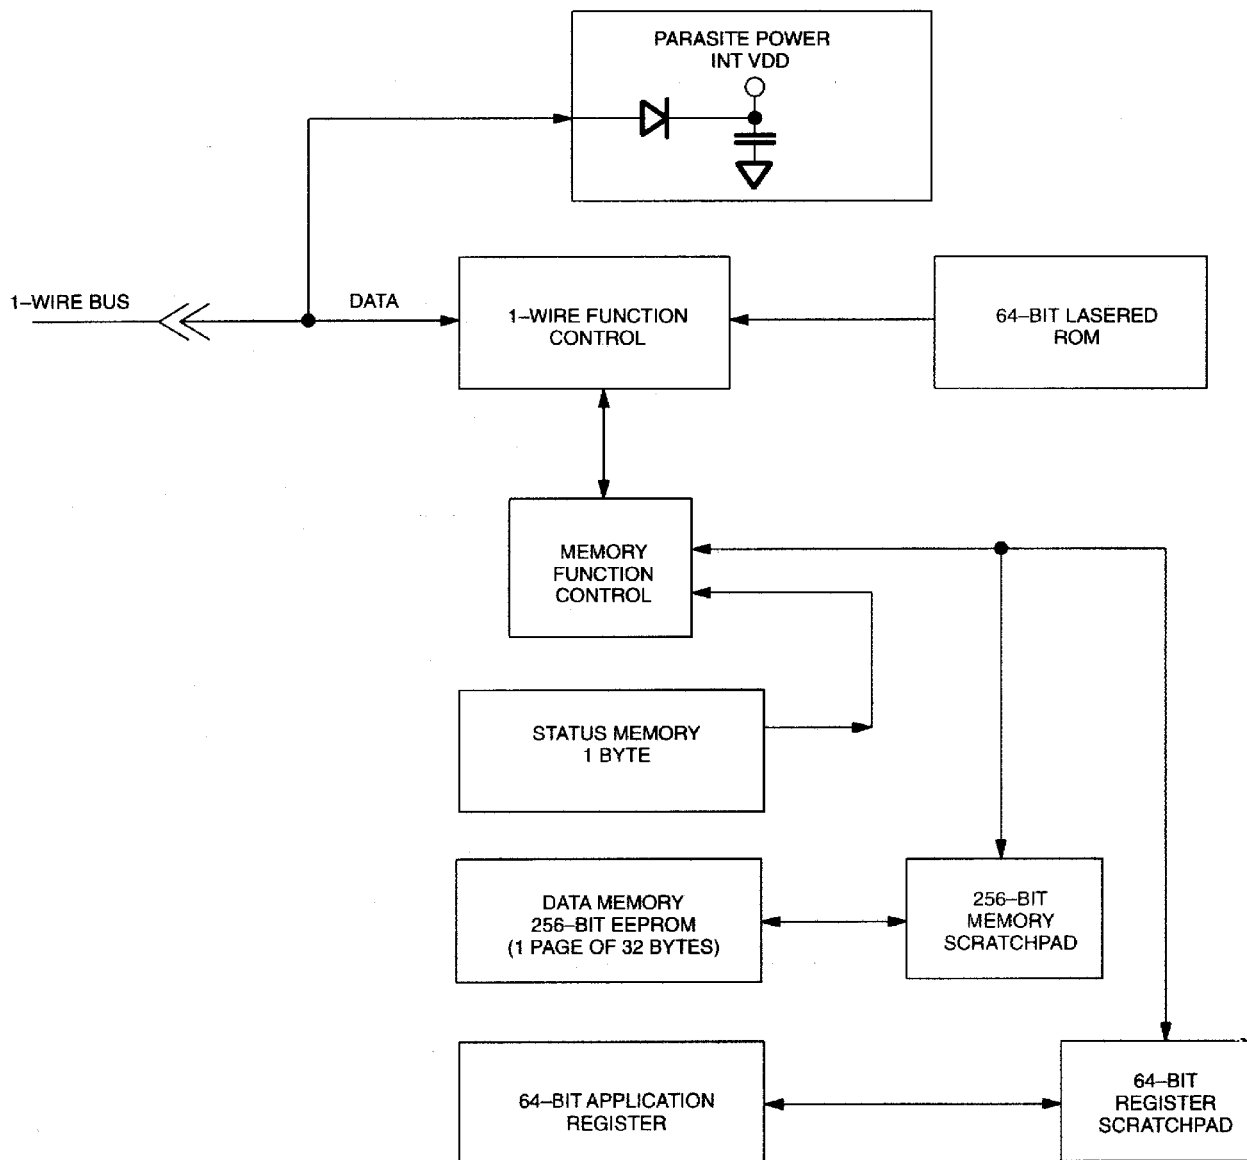 PARASITE POWER
INT VDD
1–WIRE BUS
DATA
1–WIRE FUNCTION
CONTROL
64–BIT LASERED
ROM
MEMORY
FUNCTION
CONTROL
STATUS MEMORY
1 BYTE
DATA MEMORY
256–BIT EEPROM
(1 PAGE OF 32 BYTES)
256–BIT
MEMORY
SCRATCHPAD
64–BIT APPLICATION
REGISTER
64–BIT
REGISTER
SCRATCHPAD